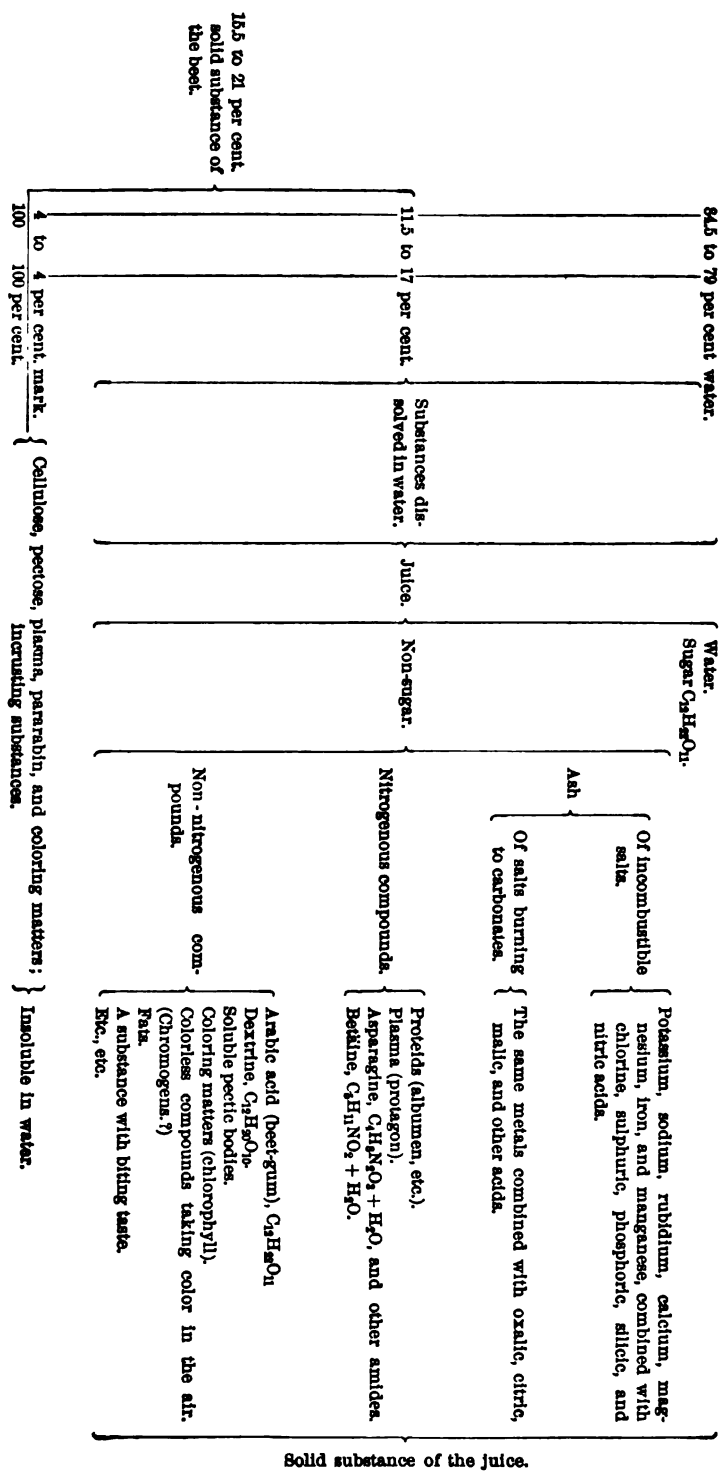 84.5 to 79 per cent water.
15.5 to 21 per cent.
solid substance of
the beet.
11.5 to 17 per cent.
4 to 4 per cent. mark.
100 100 per cent.
Substances dis-
solved in water.
Juice.
Water.
Sugar C₁₂H₂₂O₁₁.
Non-sugar.
Ash
Of incombustible
salts.
Potassium, sodium, rubidium, calcium, mag-
nesium, iron, and manganese, combined with
chlorine, sulphuric, phosphoric, silicic, and
nitric acids.
Of salts burning
to carbonates.
The same metals combined with oxalic, citric,
malic, and other acids.
Nitrogenous compounds.
Proteids (albumen, etc.).
Plasma (protagon).
Asparagine, C₄H₈N₂O₃ + H₂O, and other amides.
Betäine, C₅H₁₁NO₂ + H₂O.
Non-nitrogenous com-
pounds.
Arabic acid (beet-gum), C₁₂H₂₂O₁₁
Dextrine, C₁₂H₂₀O₁₀.
Soluble pectic bodies.
Coloring matters (chlorophyll).
Colorless compounds taking color in the air.
(Chromogens.?)
Fats.
A substance with biting taste.
Etc., etc.
Cellulose, pectose, plasma, pararabin, and coloring matters;
incrusting substances.
Insoluble in water.
Solid substance of the juice.